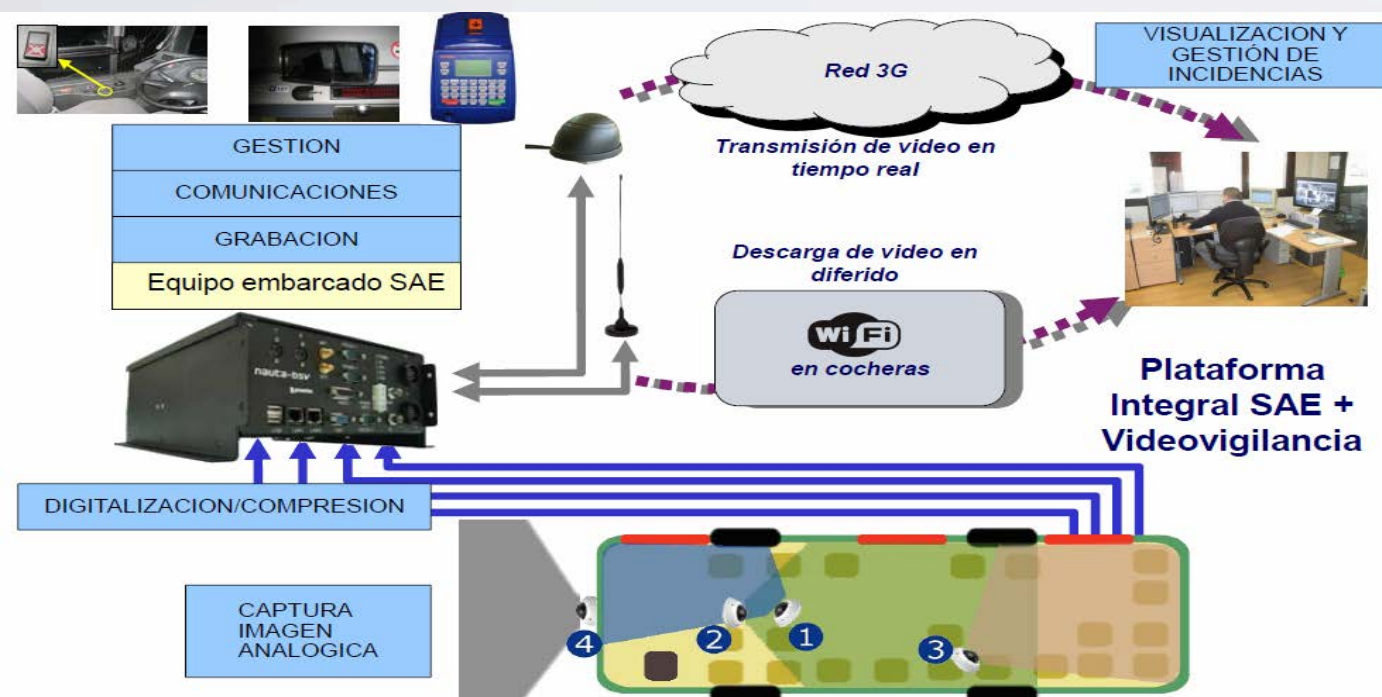 VISUALIZACION Y
GESTIÓN DE
INCIDENCIAS
Red 3G
GESTION
COMUNICACIONES
GRABACION
Equipo embarcado SAE
Transmisión de video en
tiempo real
Descarga de video en
diferido
Wi Fi
en cocheras
nauta-bsv
Plataforma
Integral SAE +
Videovigilancia
DIGITALIZACION/COMPRESION
CAPTURA
IMAGEN
ANALOGICA
4
2
1
3